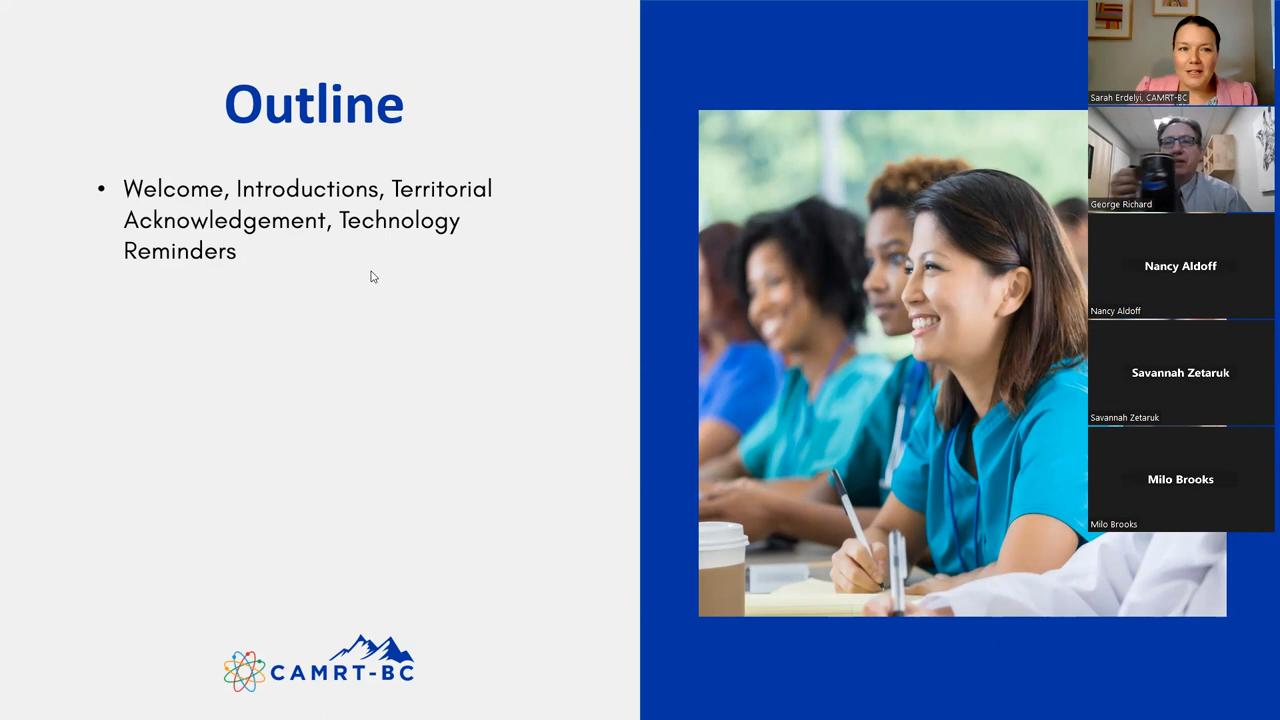 Outline
• Welcome, Introductions, Territorial
Acknowledgement, Technology
Reminders
CAMRT-BC
Sarah Erdelyi, CAMRT-BC
George Richard
Nancy Aldoff
Nancy Aldoff
Savannah Zetaruk
Savannah Zetaruk
Milo Brooks
Milo Brooks